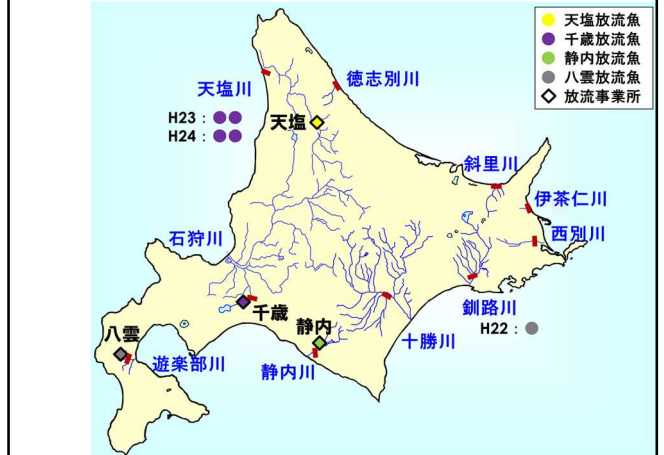 天塩放流魚
千歳放流魚
静内放流魚
八雲放流魚
放流事業所
天塩川
徳志別川
H23：
H24：
天塩
斜里川
伊茶仁川
西別川
石狩川
千歳
釧路川
H22：
静内
十勝川
八雲
遊楽部川
静内川